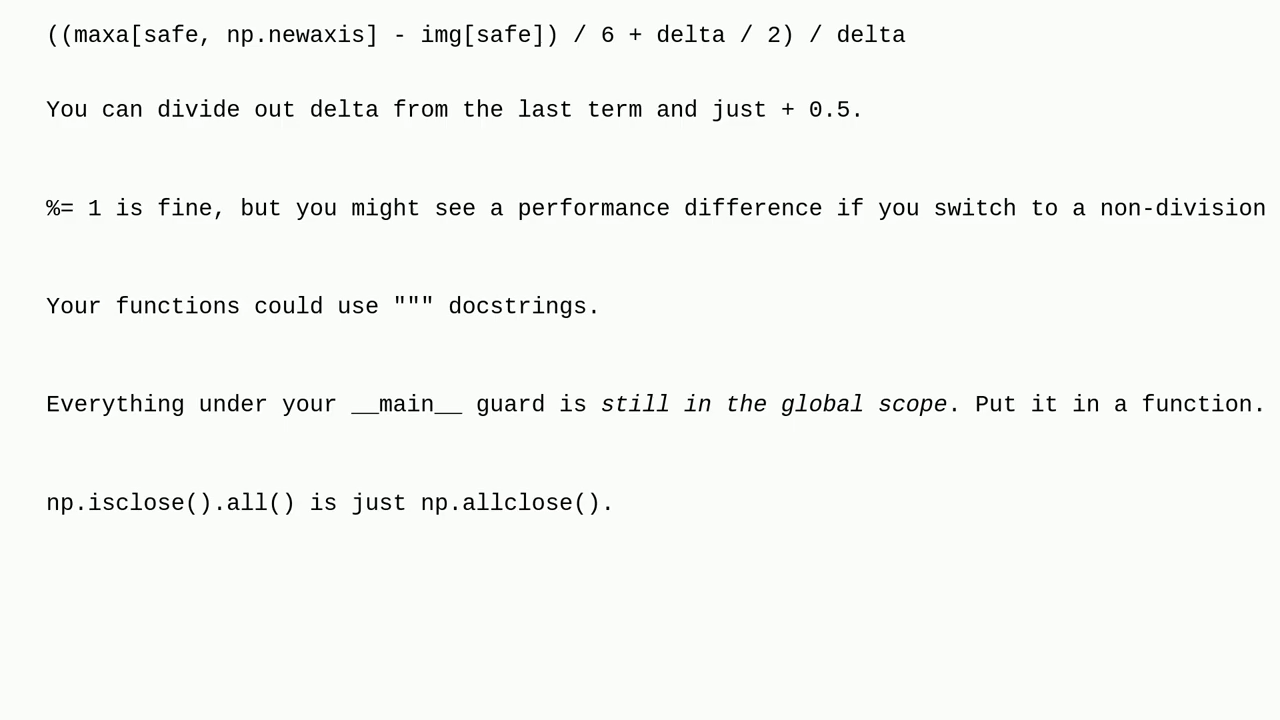 ((maxa[safe, np.newaxis] - img[safe]) / 6 + delta / 2) / delta
You can divide out delta from the last term and just + 0.5.
%= 1 is fine, but you might see a performance difference if you switch to a non-division
Your functions could use """ docstrings.
Everything under your __main__ guard is still in the global scope. Put it in a function.
np.isclose().all() is just np.allclose().